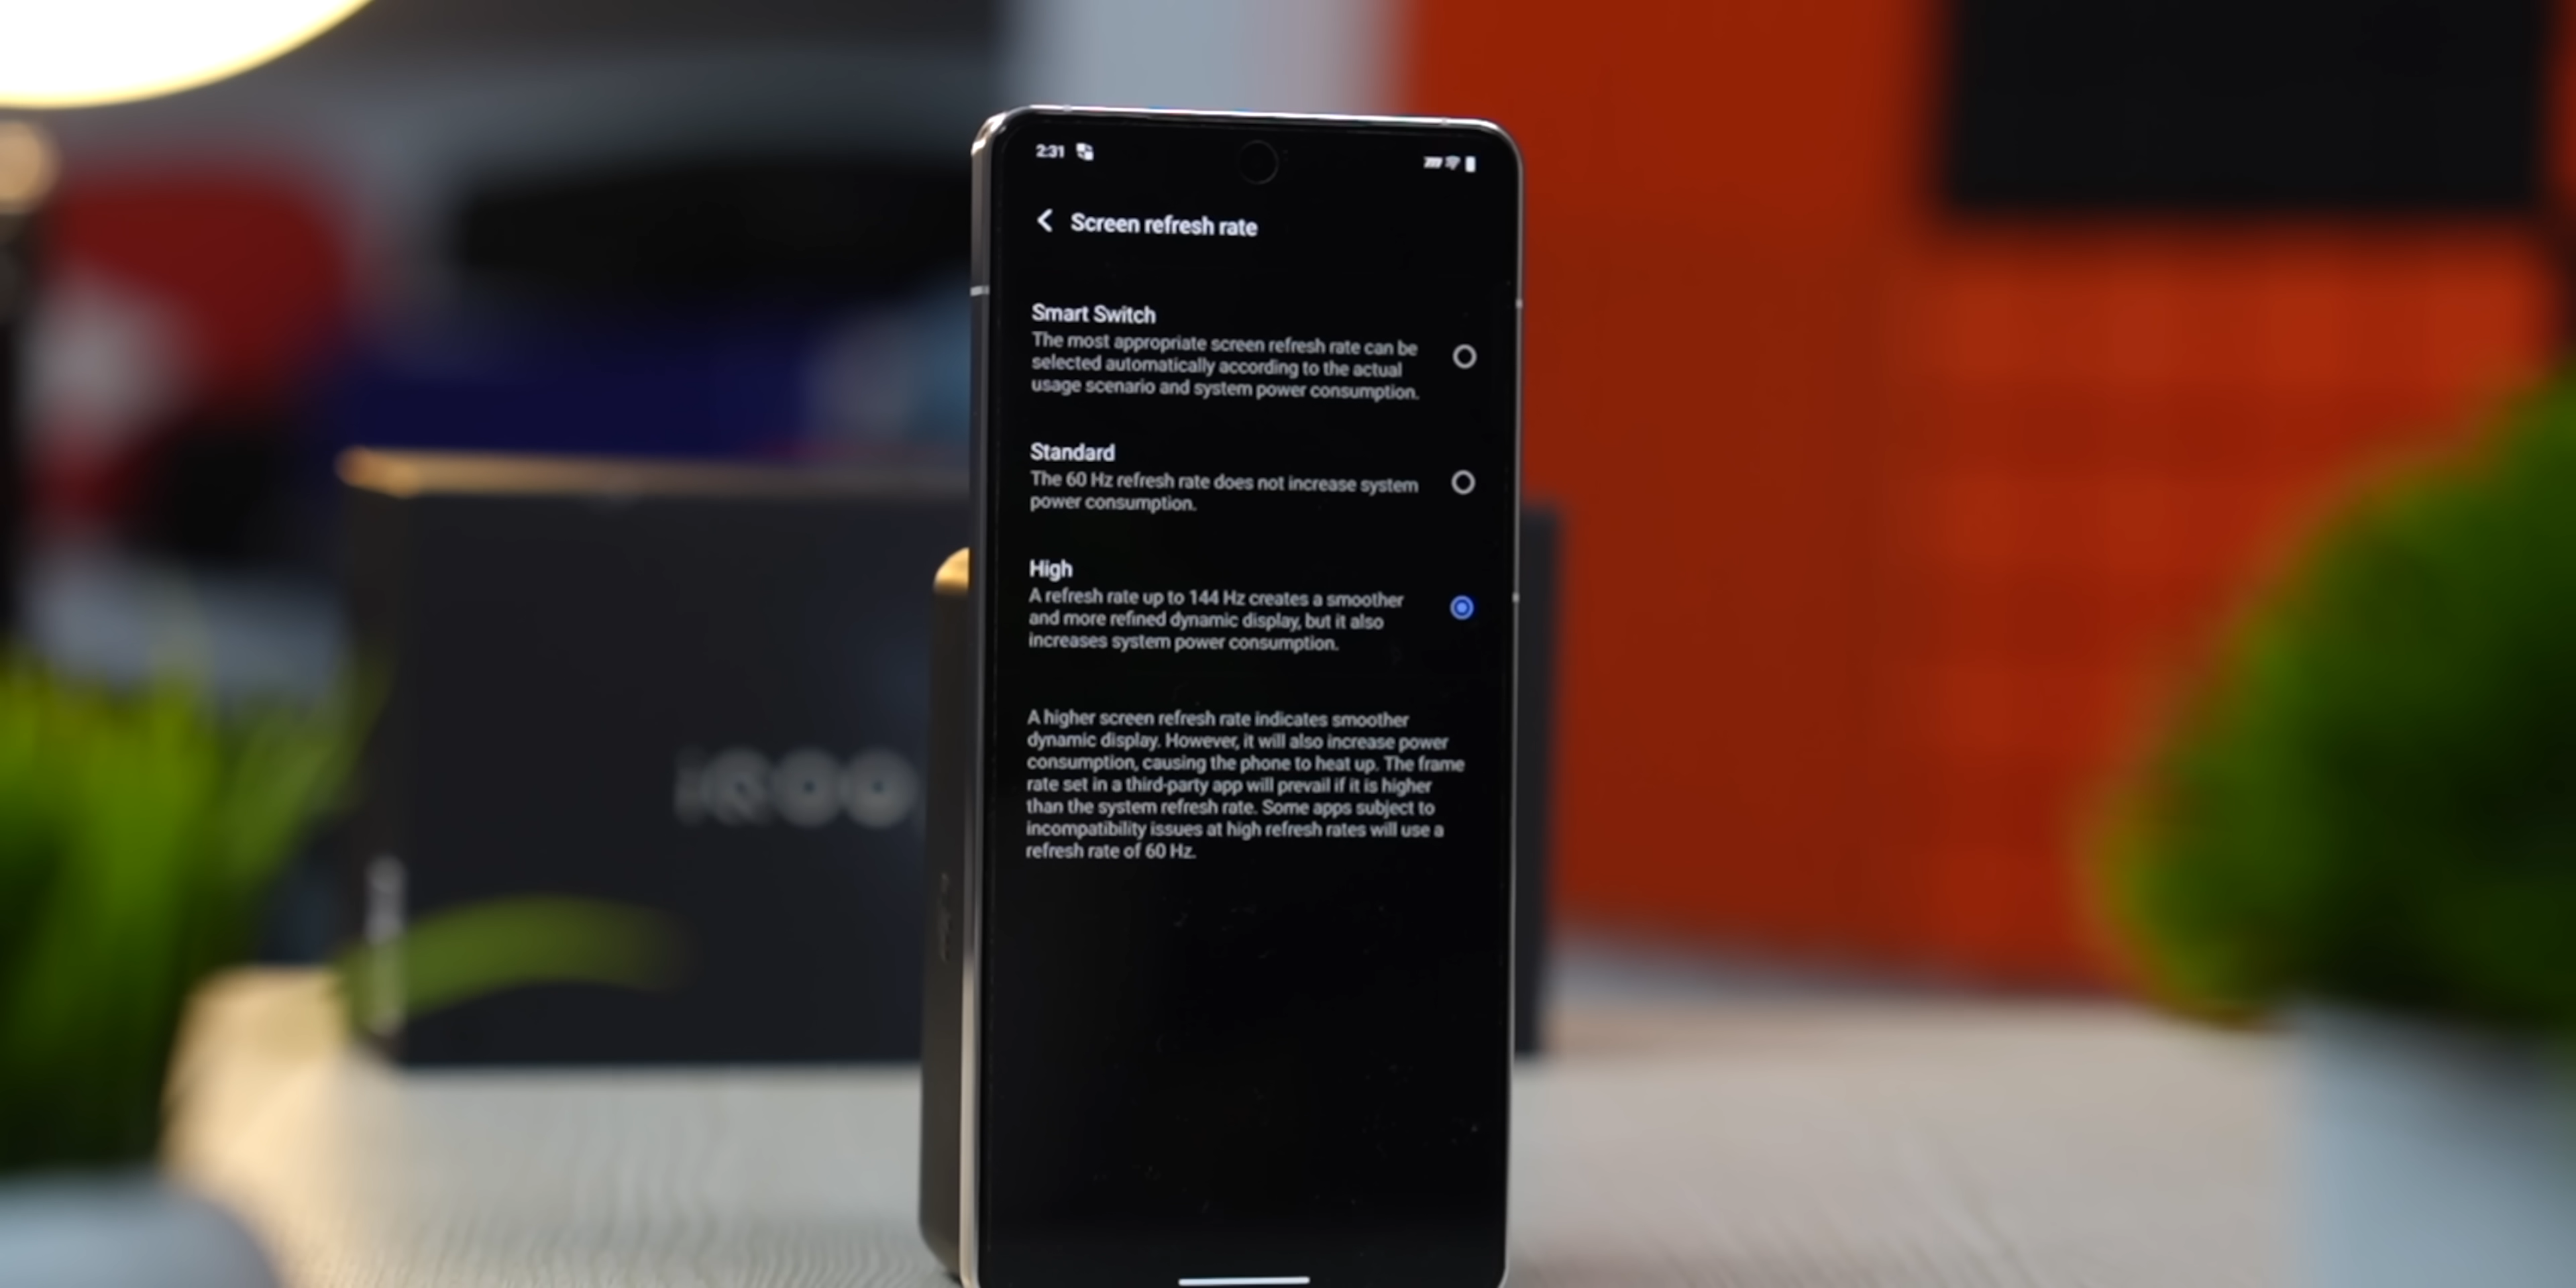 2:31
Screen refresh rate
Smart Switch
The most appropriate screen refresh rate can be
selected automatically according to the actual
usage scenario and system power consumption.
Standard
The 60 Hz refresh rate does not increase system
power consumption.
High
A refresh rate up to 144 Hz creates a smoother
and more refined dynamic display, but it also
increases system power consumption.
A higher screen refresh rate indicates smoother
dynamic display. However, it will also increase power
consumption, causing the phone to heat up. The frame
rate set in a third-party app will prevail if it is higher
than the system refresh rate. Some apps subject to
incompatibility issues at high refresh rates will use a
refresh rate of 60 Hz.
iQOO